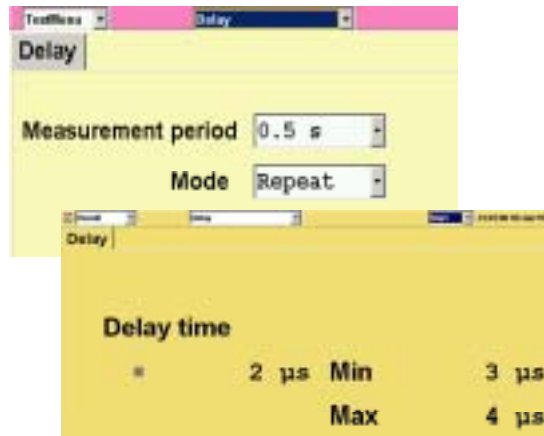 TestMenu Delay
Delay
Measurement period 0.5 s
Mode Repeat
Delay
Delay
Delay time
2 µs Min 3 µs
Max 4 µs